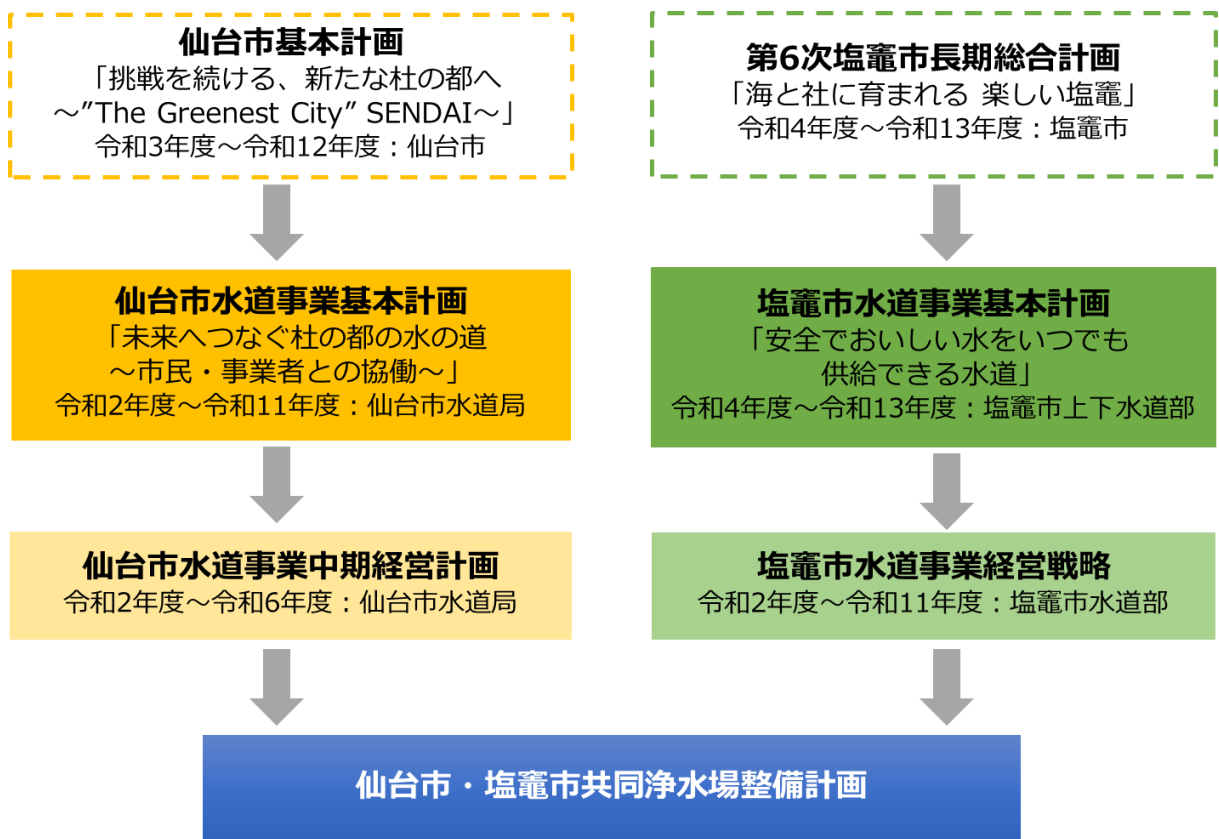 仙台市基本計画
「挑戦を続ける、新たな杜の都へ
～”The Greenest City” SENDAI～」
令和3年度～令和12年度：仙台市
第6次塩竈市長期総合計画
「海と社に育まれる 楽しい塩竈」
令和4年度～令和13年度：塩竈市
仙台市水道事業基本計画
「未来へつなぐ杜の都の水の道
～市民・事業者との協働～」
令和2年度～令和11年度：仙台市水道局
塩竈市水道事業基本計画
「安全でおいしい水をいつでも
供給できる水道」
令和4年度～令和13年度：塩竈市上下水道部
仙台市水道事業中期経営計画
令和2年度～令和6年度：仙台市水道局
塩竈市水道事業経営戦略
令和2年度～令和11年度：塩竈市水道部
仙台市・塩竈市共同浄水場整備計画